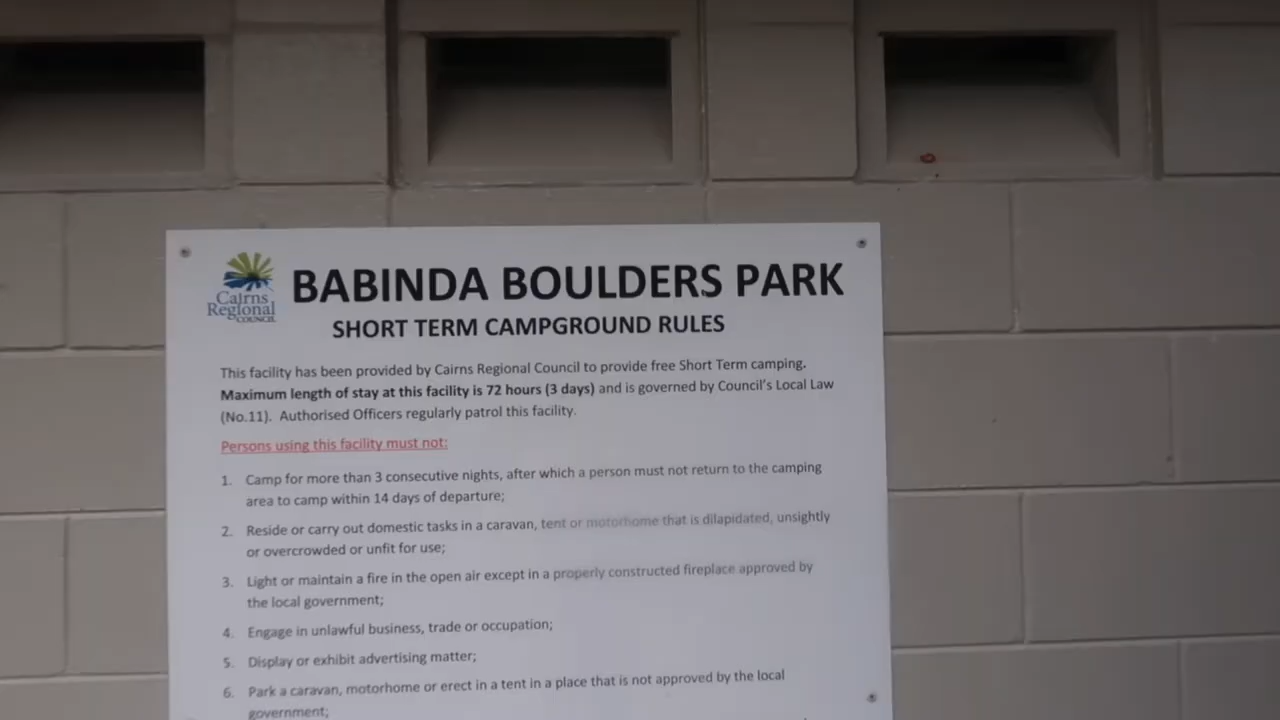 Cairns
Regional
COUNCIL
BABINDA BOULDERS PARK
SHORT TERM CAMPGROUND RULES
This facility has been provided by Cairns Regional Council to provide free Short Term camping.
Maximum length of stay at this facility is 72 hours (3 days) and is governed by Council's Local Law
(No.11). Authorised Officers regularly patrol this facility.
Persons using this facility must not:
1. Camp for more than 3 consecutive nights, after which a person must not return to the camping
area to camp within 14 days of departure;
2. Reside or carry out domestic tasks in a caravan, tent or motorhome that is dilapidated, unsightly
or overcrowded or unfit for use;
3. Light or maintain a fire in the open air except in a properly constructed fireplace approved by
the local government;
4. Engage in unlawful business, trade or occupation;
5. Display or exhibit advertising matter;
6. Park a caravan, motorhome or erect in a tent in a place that is not approved by the local
government;